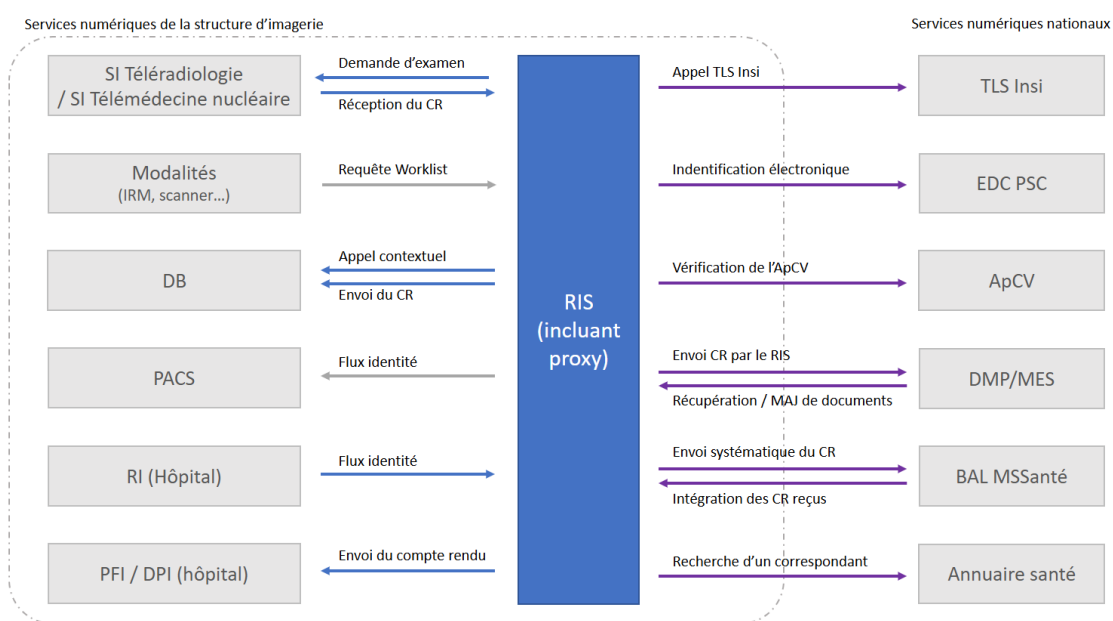 Services numériques de la structure d'imagerie
Services numériques nationaux
SI Téléradiologie
/ SI Télémédecine nucléaire
Demande d'examen
Réception du CR
Appel TLS Insi
TLS Insi
Modalités
(IRM, scanner...)
Requête Worklist
Indentification électronique
EDC PSC
DB
Appel contextuel
Envoi du CR
RIS
(incluant
proxy)
Vérification de l'ApCV
ApCV
PACS
Flux identité
Envoi CR par le RIS
Récupération / MAJ de documents
DMP/MES
RI (Hôpital)
Flux identité
Envoi systématique du CR
Intégration des CR reçus
BAL MSSanté
PFI / DPI (hôpital)
Envoi du compte rendu
Recherche d'un correspondant
Annuaire santé